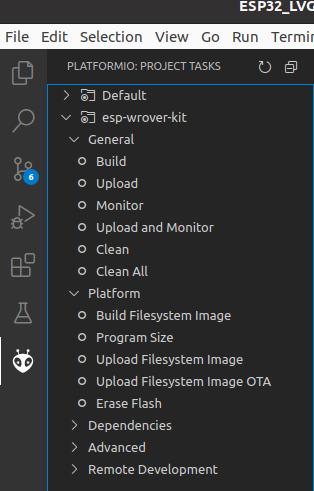 ESP32_LVG
File Edit Selection View Go Run Termin
PLATFORMIO: PROJECT TASKS
Default
esp-wrover-kit
General
Build
Upload
Monitor
6
Upload and Monitor
Clean
Clean All
Platform
Build Filesystem Image
Program Size
Upload Filesystem Image
Upload Filesystem Image OTA
Erase Flash
Dependencies
Advanced
Remote Development